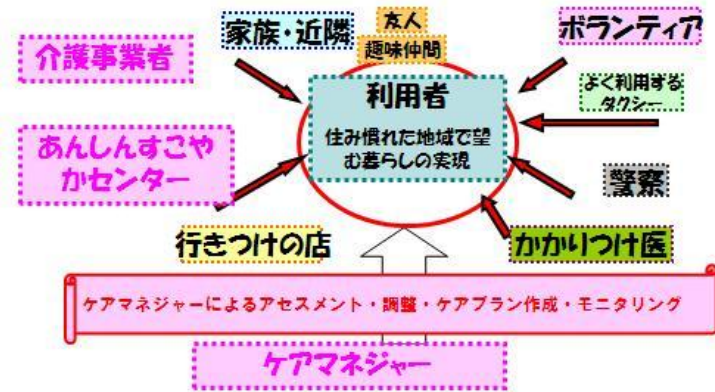 友人
趣味仲間
家族・近隣
ボランティア
介護事業者
利用者
住み慣れた地域で望
む暮らしの実現
よく利用する
タクシー
あんしんすこや
かセンター
警察
行きつけの店
かかりつけ医
ケアマネジャーによるアセスメント・調整・ケアプラン作成・モニタリング
ケアマネジャー